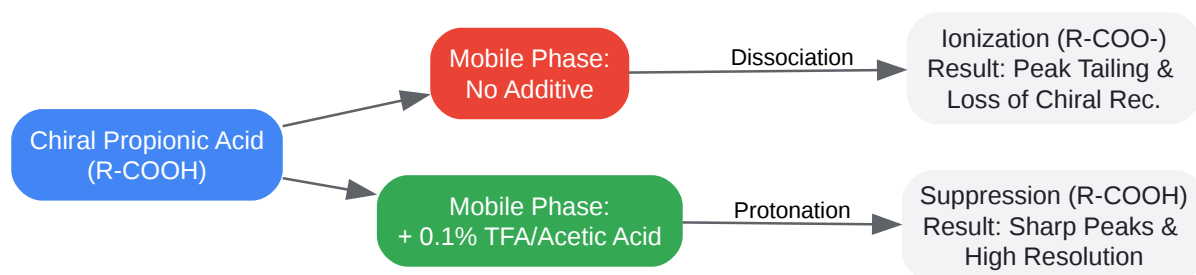 Chiral Propionic Acid
(R-COOH)
Mobile Phase:
No Additive
Dissociation
Ionization (R-COO-)
Result: Peak Tailing &
Loss of Chiral Rec.
Mobile Phase:
+ 0.1% TFA/Acetic Acid
Protonation
Suppression (R-COOH)
Result: Sharp Peaks &
High Resolution